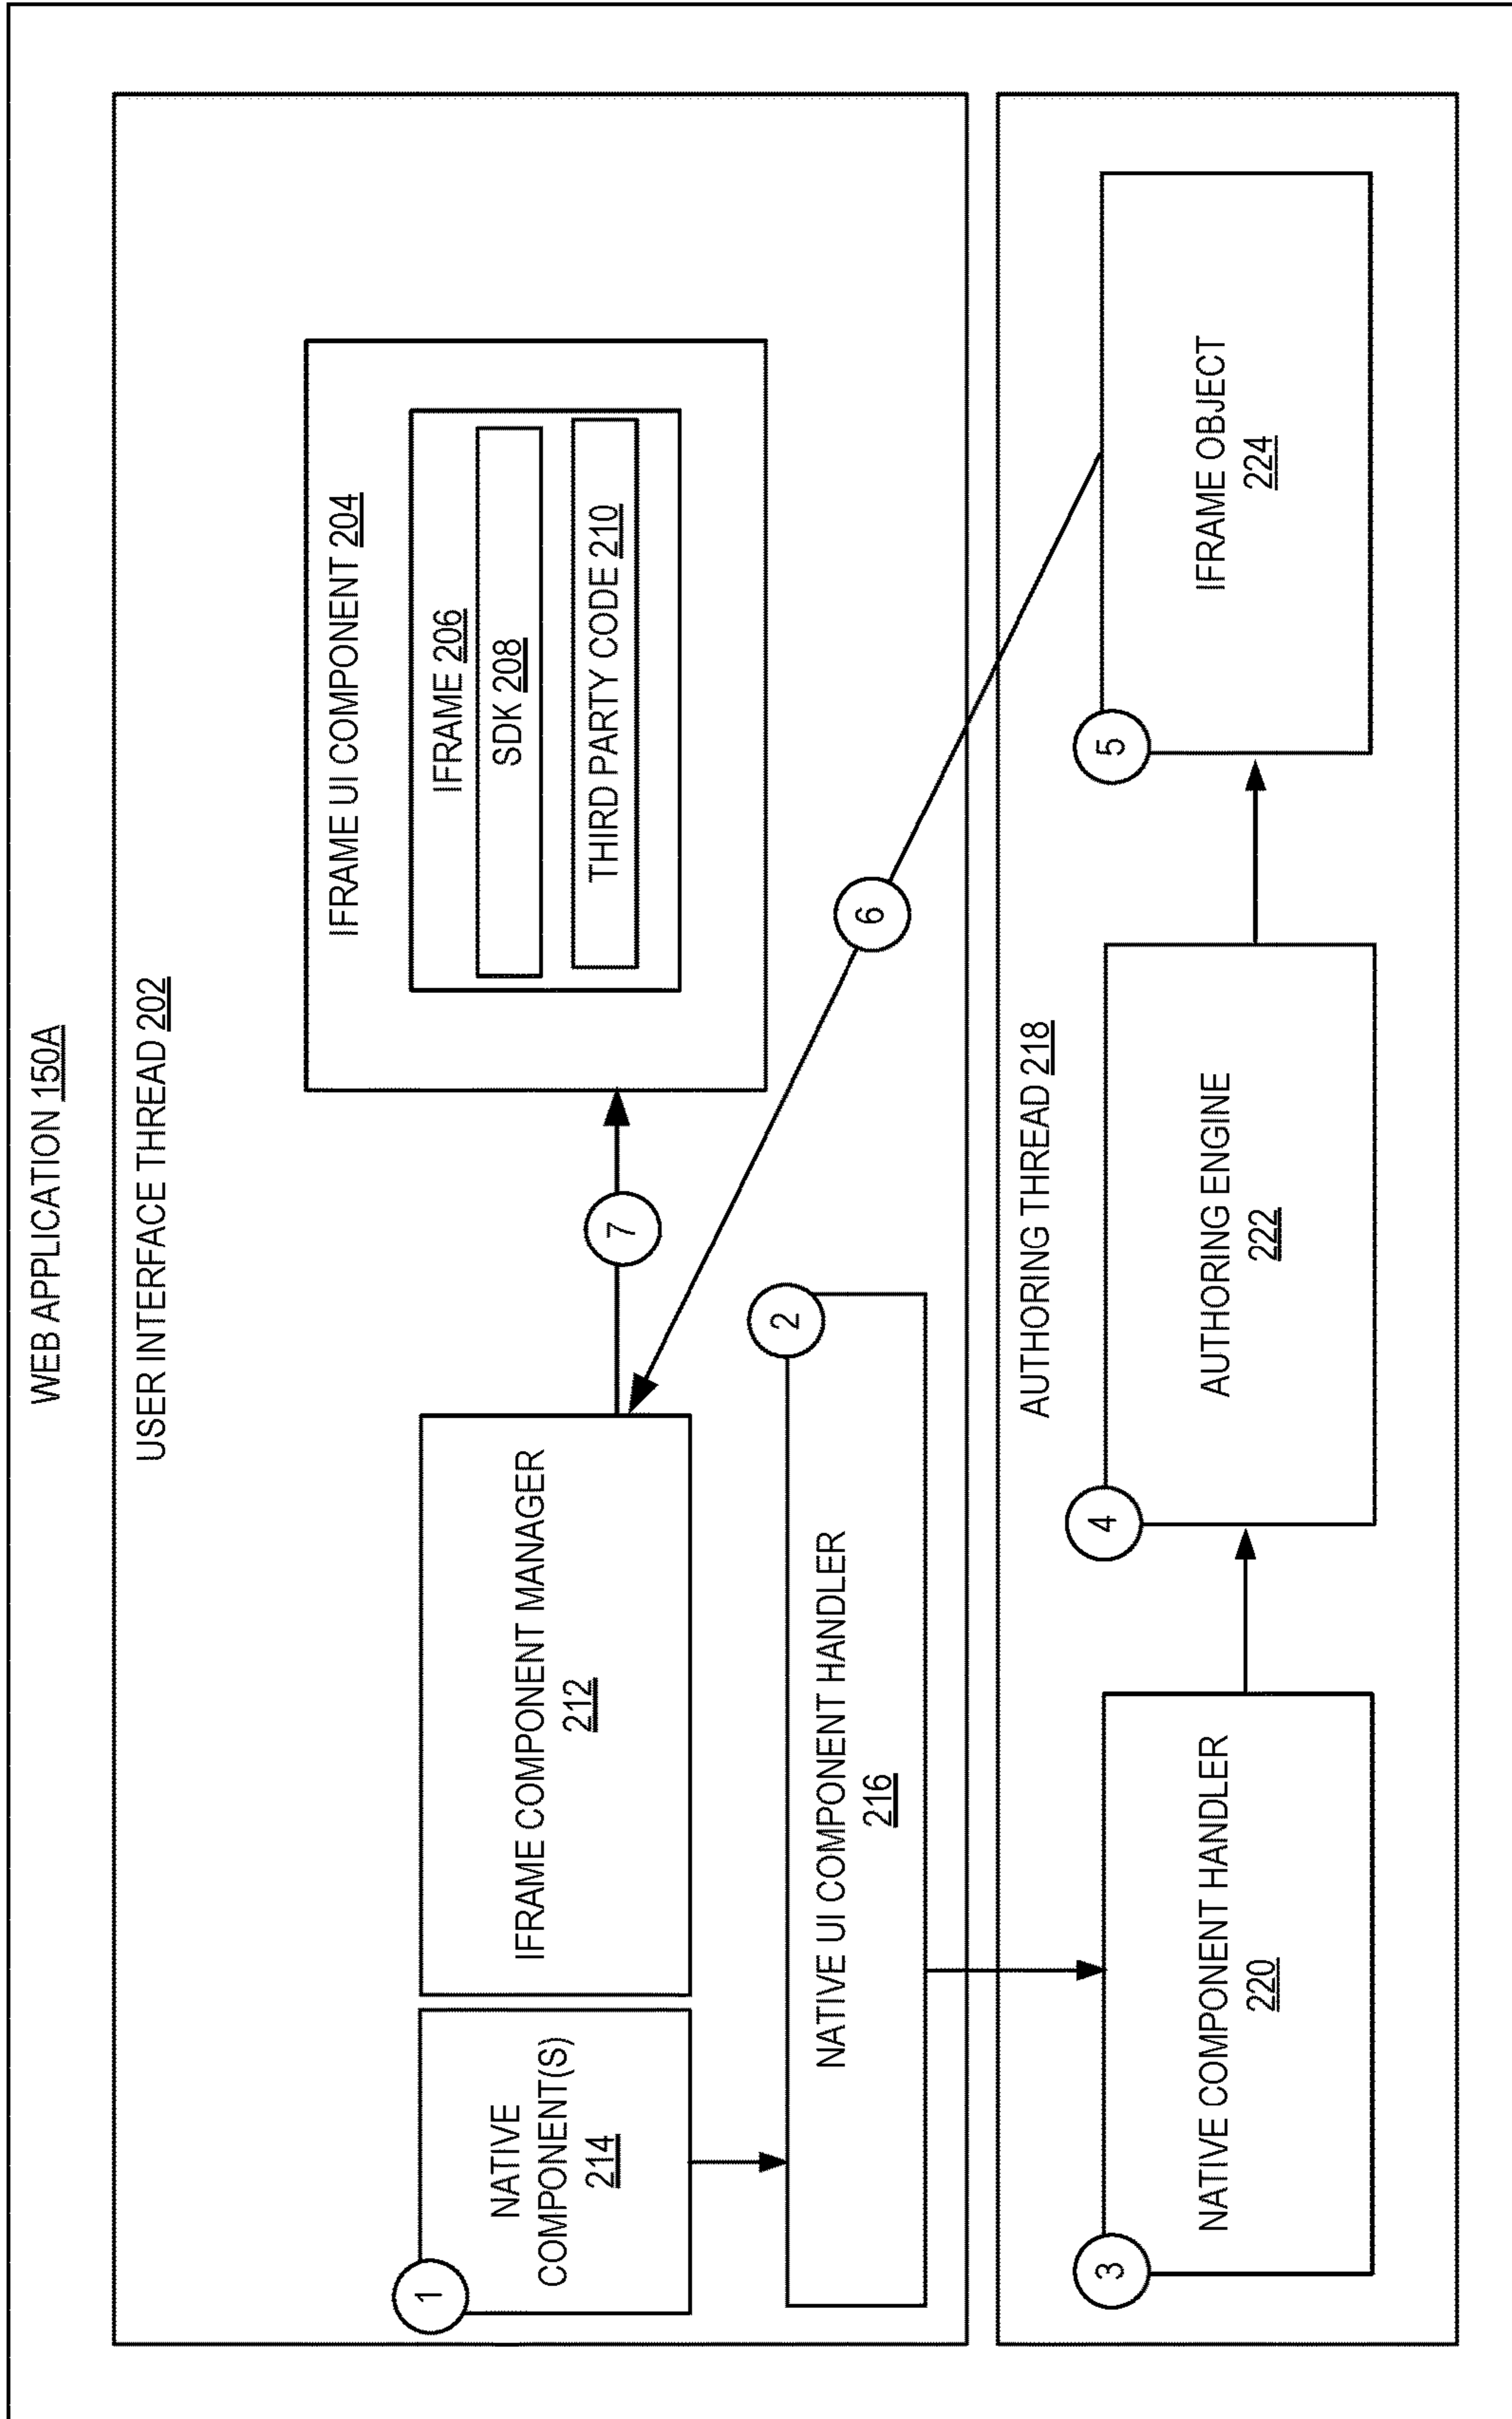 WEB APPLICATION 150A
USER INTERFACE THREAD 202
IFRAME UI COMPONENT 204
IFRAME 206
SDK 208
THIRD PARTY CODE 210
1
NATIVE
COMPONENT(S)
214
IFRAME COMPONENT MANAGER
212
7
6
2
NATIVE UI COMPONENT HANDLER
216
AUTHORING THREAD 218
3
NATIVE COMPONENT HANDLER
220
4
AUTHORING ENGINE
222
5
IFRAME OBJECT
224